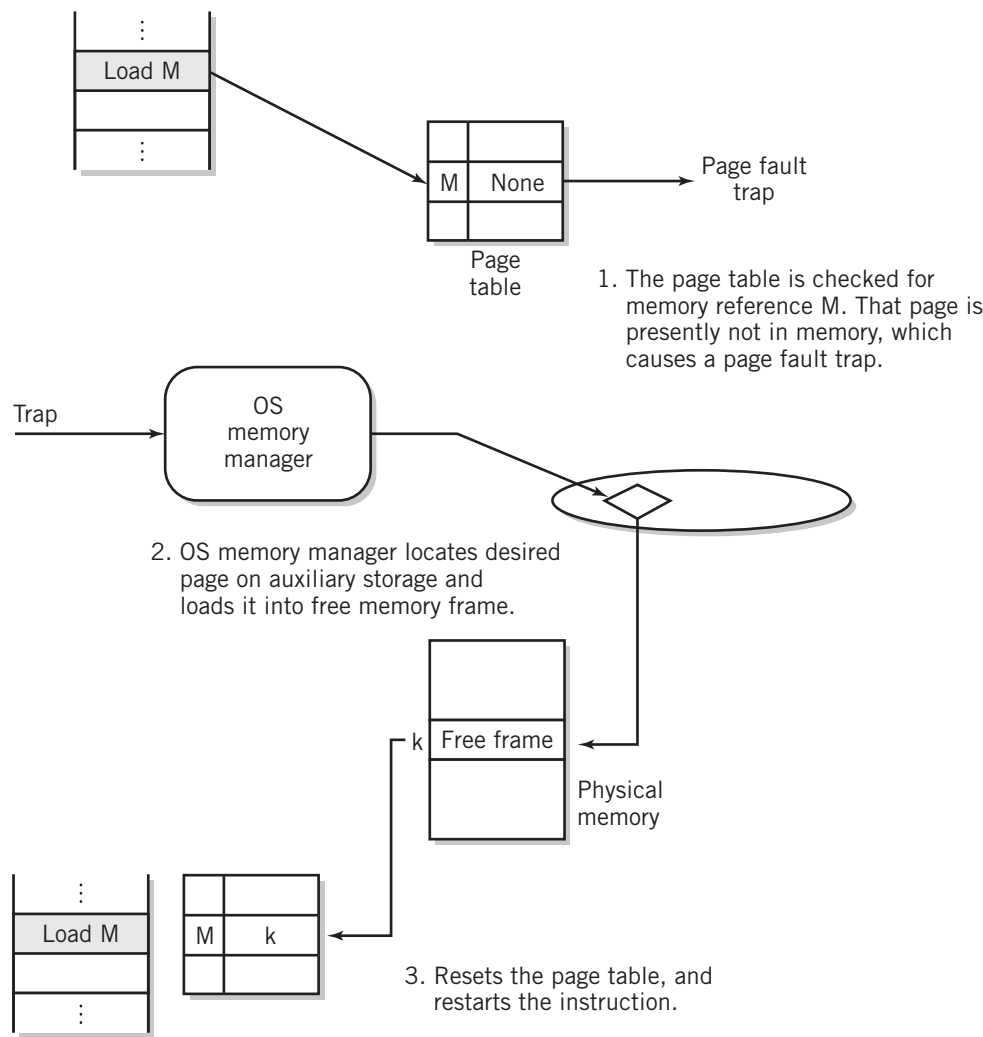 ⋮
Load M
⋮
M None
Page
table
Page fault
trap
1. The page table is checked for
memory reference M. That page is
presently not in memory, which
causes a page fault trap.
Trap
OS
memory
manager
2. OS memory manager locates desired
page on auxiliary storage and
loads it into free memory frame.
k Free frame
Physical
memory
⋮
Load M
⋮
M k
3. Resets the page table, and
restarts the instruction.